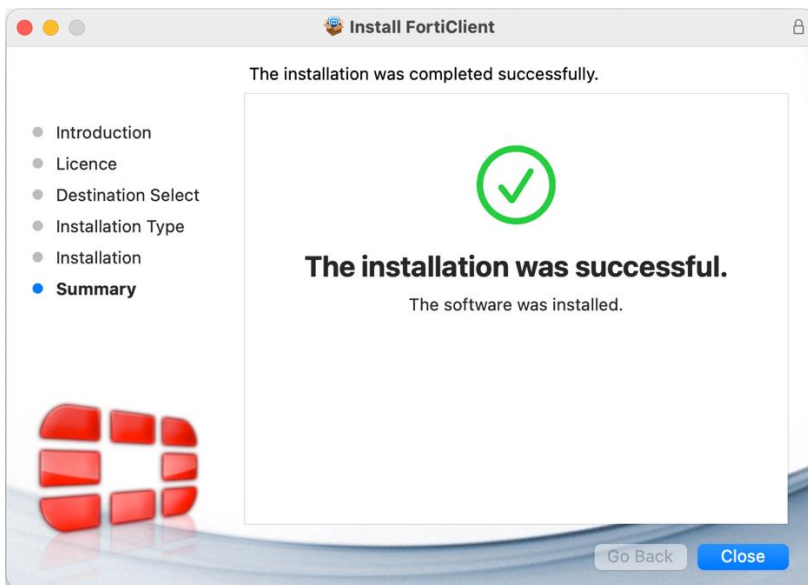 Install FortiClient
The installation was completed successfully.
Introduction
Licence
Destination Select
Installation Type
Installation
Summary
The installation was successful.
The software was installed.
Go Back
Close